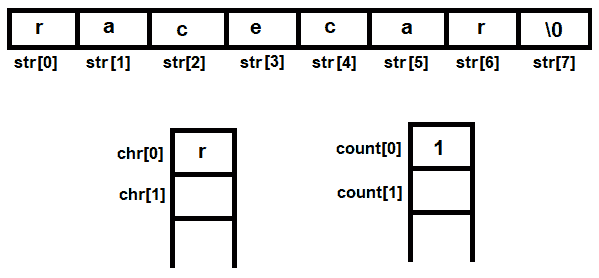 r a c e c a r \0
str[0] str[1] str[2] str[3] str[4] str[5] str[6] str[7]
chr[0] r count[0] 1
chr[1] count[1]